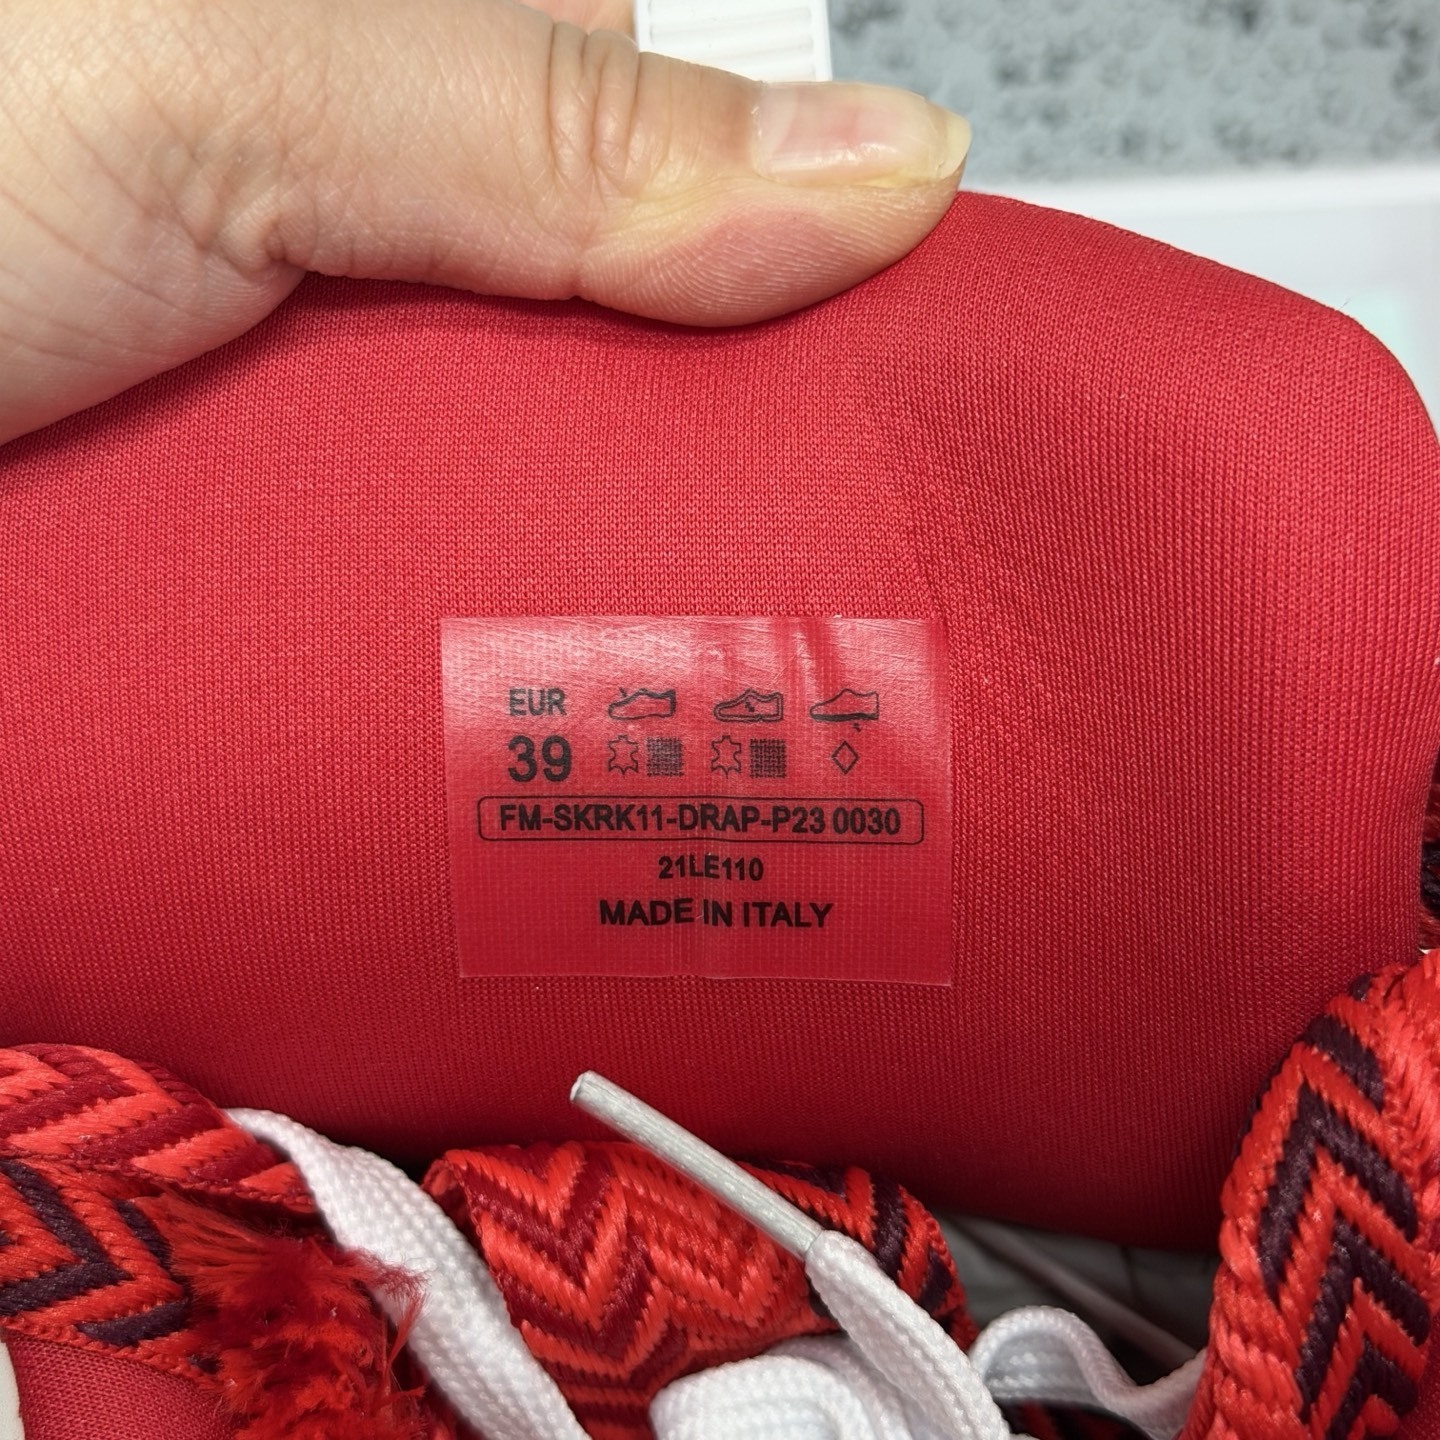 EUR
39
FM-SKRK11-DRAP-P23 0030
21LE110
MADE IN ITALY